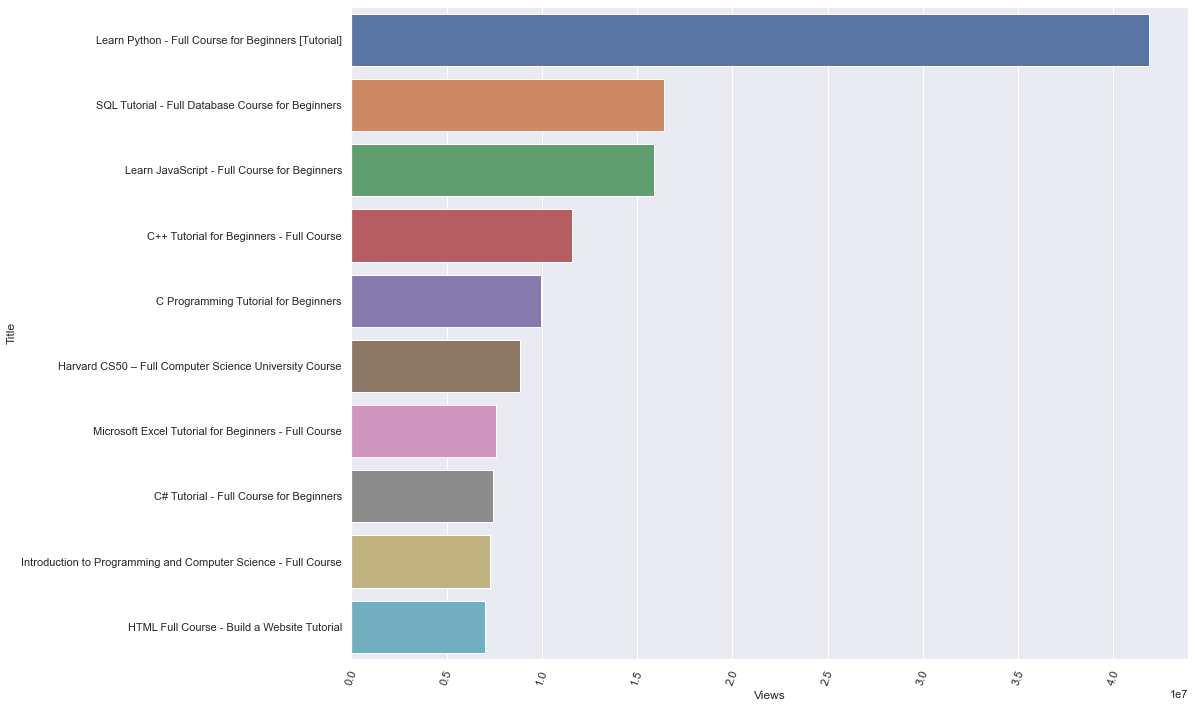 Title
Learn Python - Full Course for Beginners [Tutorial]
SQL Tutorial - Full Database Course for Beginners
Learn JavaScript - Full Course for Beginners
C++ Tutorial for Beginners - Full Course
C Programming Tutorial for Beginners
Harvard CS50 – Full Computer Science University Course
Microsoft Excel Tutorial for Beginners - Full Course
C# Tutorial - Full Course for Beginners
Introduction to Programming and Computer Science - Full Course
HTML Full Course - Build a Website Tutorial
0.0 0.5 1.0 1.5 2.0 2.5 3.0 3.5 4.0
Views
1e7